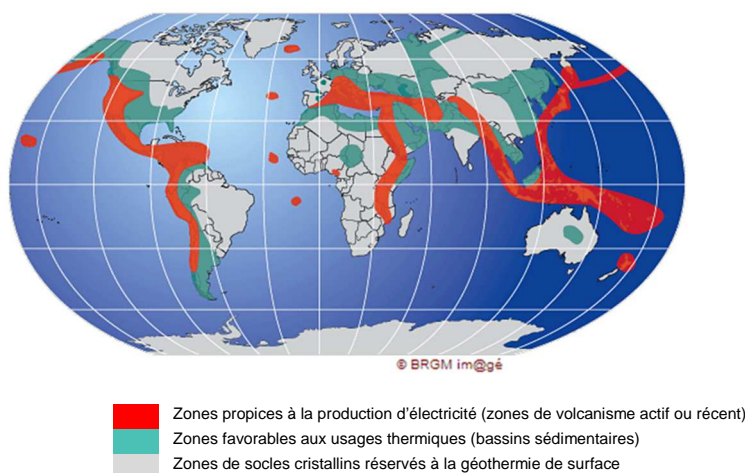 © BRGM im@gé
Zones propices à la production d'électricité (zones de volcanisme actif ou récent)
Zones favorables aux usages thermiques (bassins sédimentaires)
Zones de socles cristallins réservés à la géothermie de surface